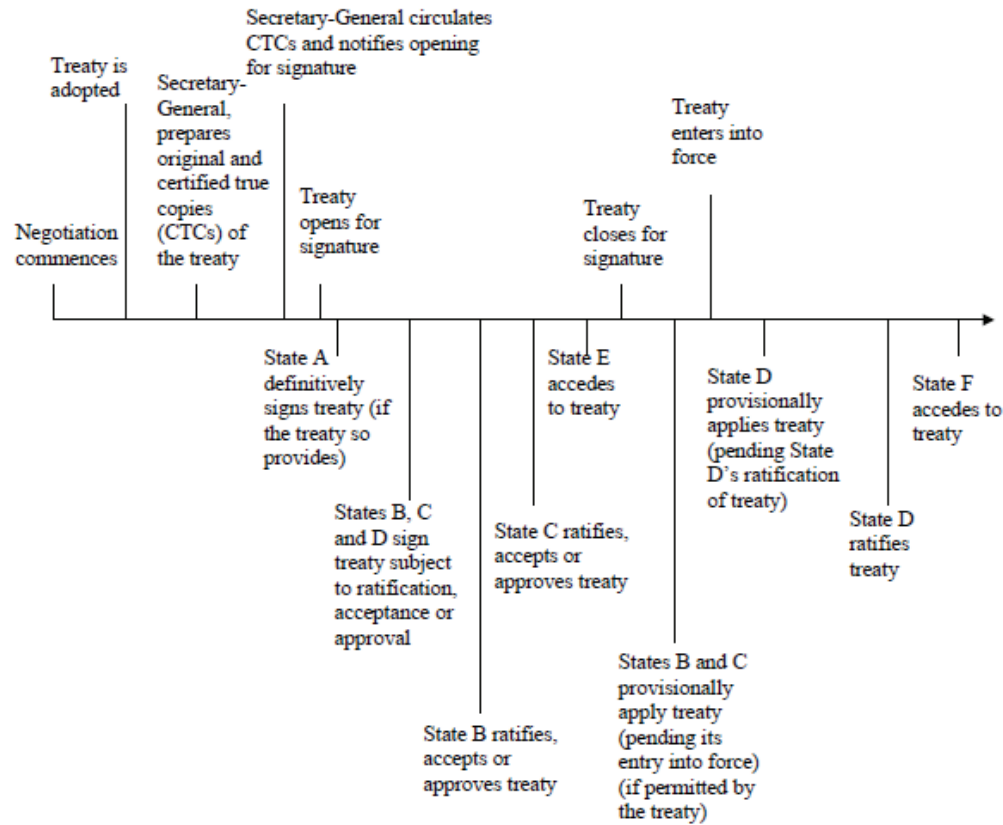 Secretary-General circulates
CTCs and notifies opening
for signature
Treaty is
adopted
Secretary-
General,
prepares
original and
certified true
copies
(CTCs) of
the treaty
Treaty
enters into
force
Negotiation
commences
Treaty
opens for
signature
Treaty
closes for
signature
State A
definitively
signs treaty (if
the treaty so
provides)
State E
accedes
to treaty
State D
provisionally
applies treaty
(pending State
D’s ratification
of treaty)
State F
accedes to
treaty
States B, C
and D sign
treaty subject
to ratification,
acceptance or
approval
State C ratifies,
accepts or
approves treaty
State D
ratifies
treaty
State B ratifies,
accepts or
approves treaty
States B and C
provisionally
apply treaty
(pending its
entry into force)
(if permitted by
the treaty)